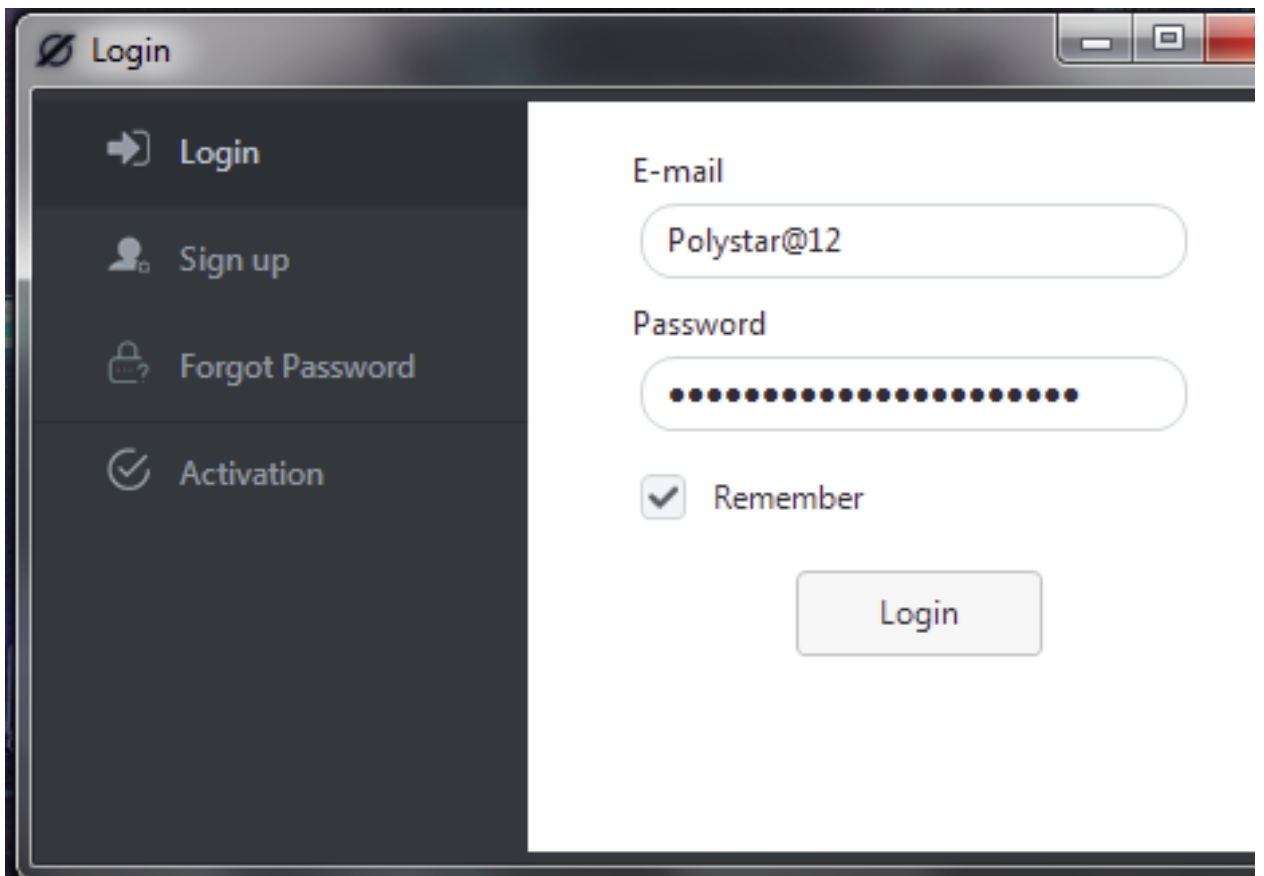 Login
Login
Sign up
Forgot Password
Activation
E-mail
Polystar@12
Password
••••••••••••••••••••••
Remember
Login